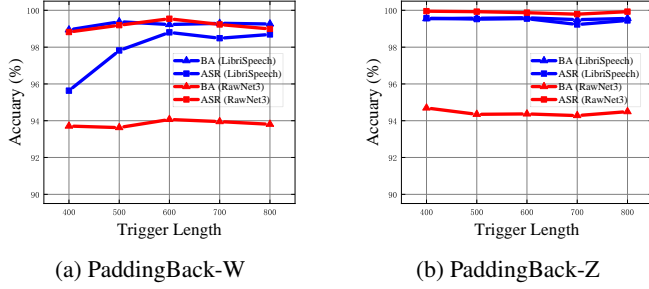 100
98
96
94
92
90
Accuary (%)
400 500 600 700 800
Trigger Length
BA (LibriSpeech)
ASR (LibriSpeech)
BA (RawNet3)
ASR (RawNet3)
(a) PaddingBack-W
100
98
96
94
92
90
Accuary (%)
400 500 600 700 800
Trigger Length
BA (LibriSpeech)
ASR (LibriSpeech)
BA (RawNet3)
ASR (RawNet3)
(b) PaddingBack-Z